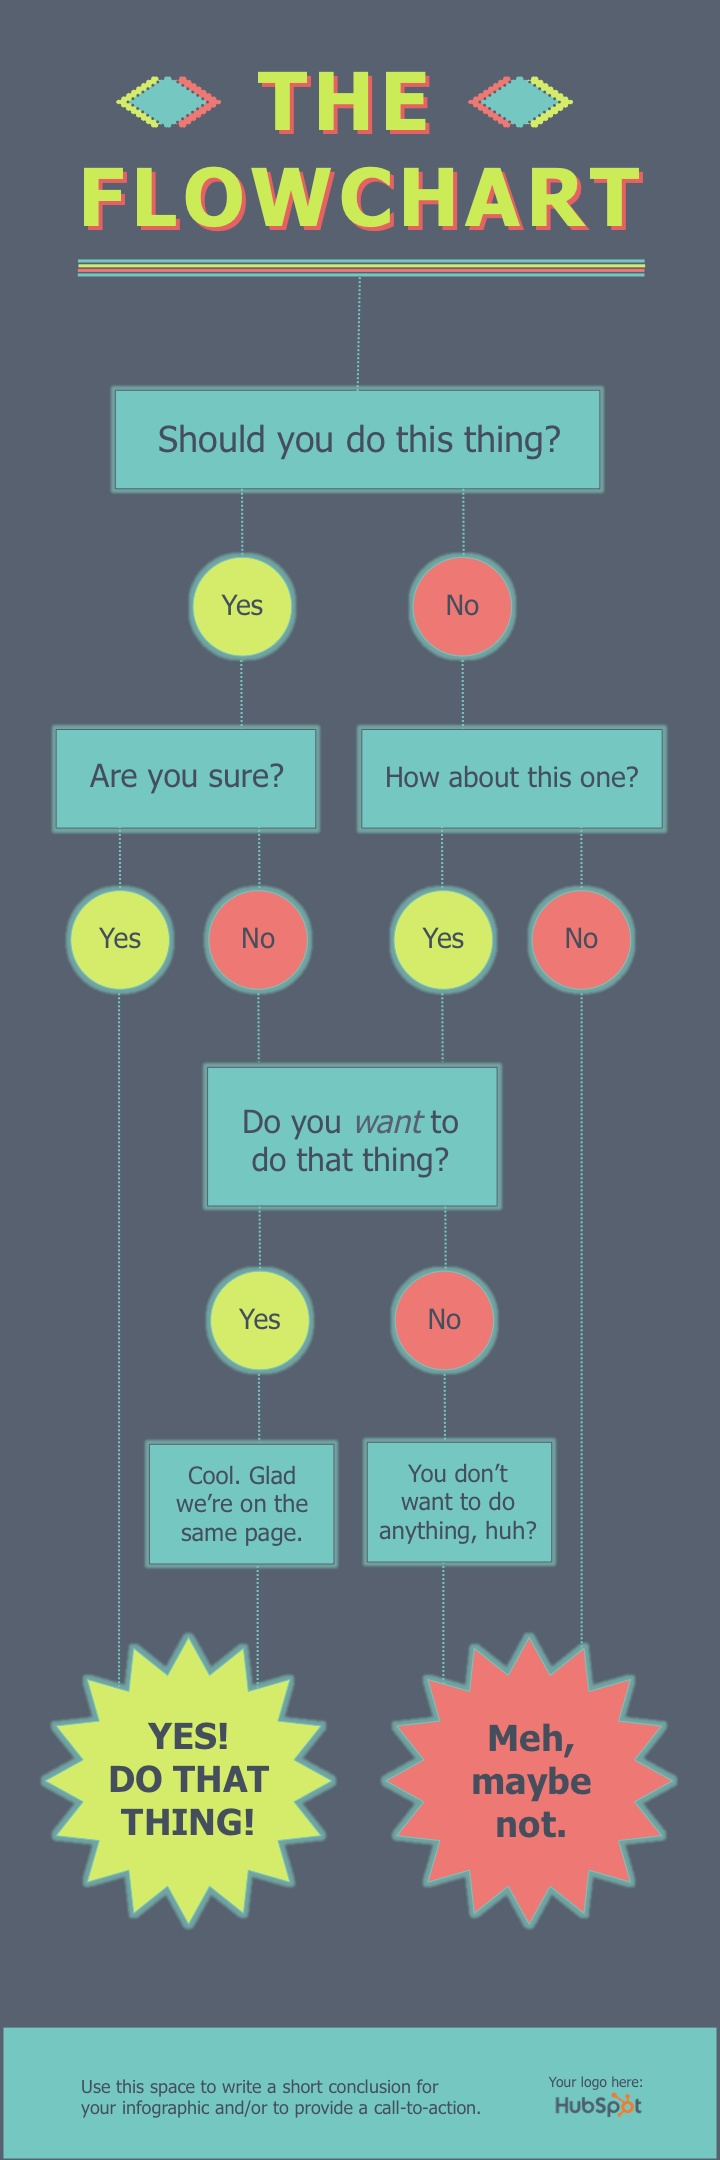 THE
FLOWCHART
Should you do this thing?
Yes
No
Are you sure?
How about this one?
Yes
No
Yes
No
Do you want to
do that thing?
Yes
No
Cool. Glad
we're on the
same page.
You don't
want to do
anything, huh?
YES!
DO THAT
THING!
Meh,
maybe
not.
Use this space to write a short conclusion for
your infographic and/or to provide a call-to-action.
Your logo here:
HubSpot